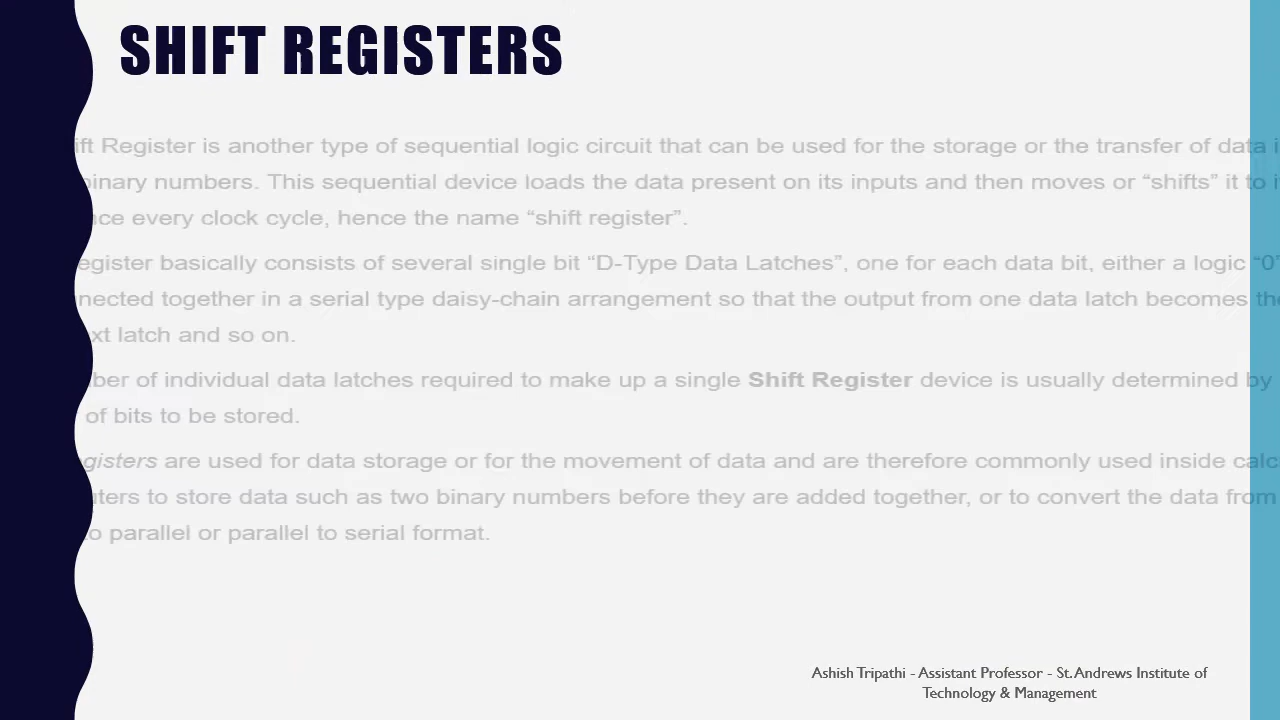 SHIFT REGISTERS
ift Register is another type of sequential logic circuit that can be used for the storage or the transfer of data
binary numbers. This sequential device loads the data present on its inputs and then moves or “shifts” it to
nce every clock cycle, hence the name “shift register”.
egister basically consists of several single bit “D-Type Data Latches”, one for each data bit, either a logic “0”
nnected together in a serial type daisy-chain arrangement so that the output from one data latch becomes the
xt latch and so on.
ber of individual data latches required to make up a single Shift Register device is usually determined by
of bits to be stored.
gisters are used for data storage or for the movement of data and are therefore commonly used inside calc
uters to store data such as two binary numbers before they are added together, or to convert the data from
to parallel or parallel to serial format.
Ashish Tripathi - Assistant Professor - St. Andrews Institute of
Technology & Management